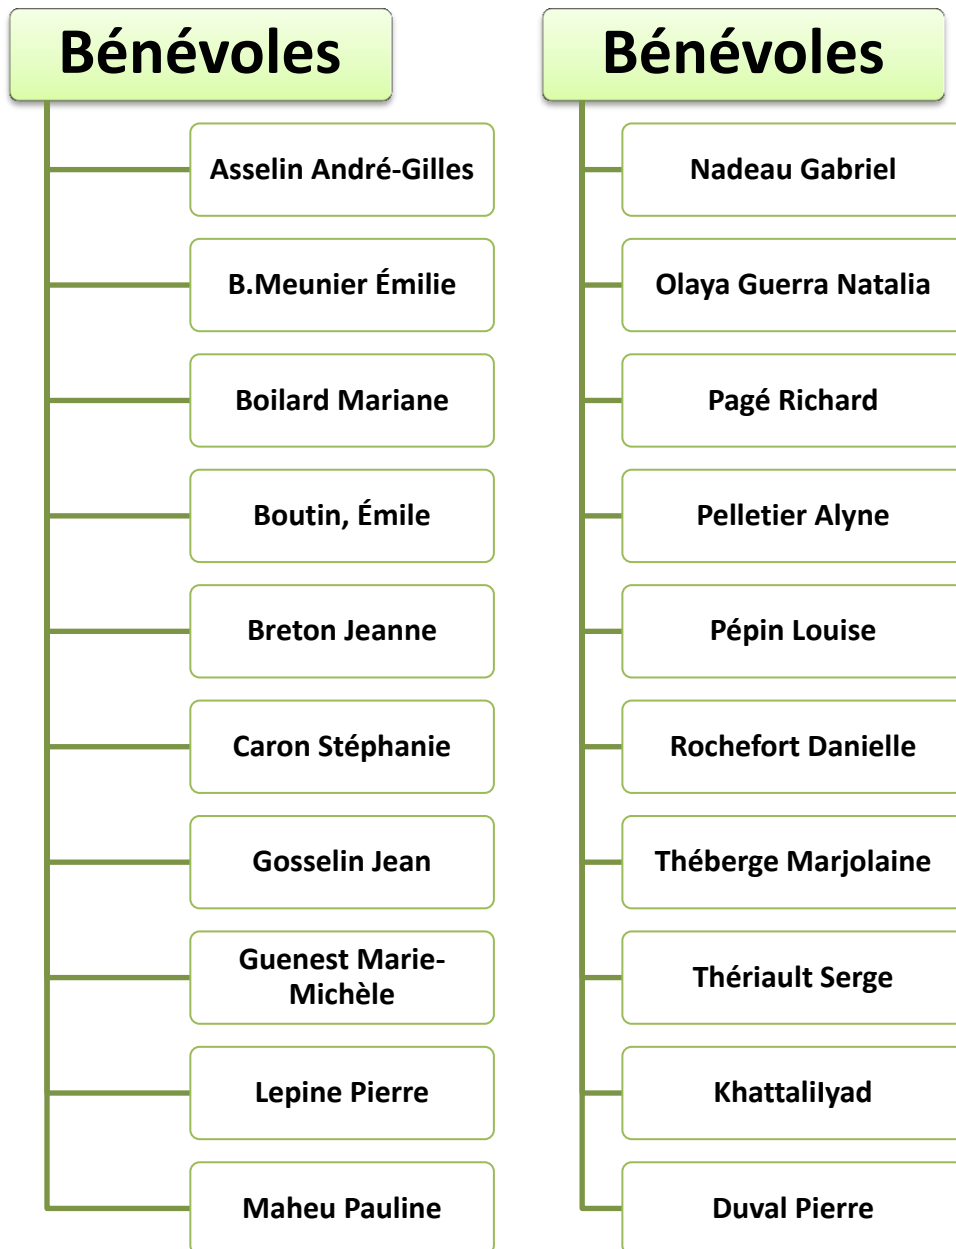 Bénévoles
Asselin André-Gilles
B.Meunier Émilie
Boilard Mariane
Boutin, Émile
Breton Jeanne
Caron Stéphanie
Gosselin Jean
Guenest Marie-
Michèle
Lepine Pierre
Maheu Pauline
Bénévoles
Nadeau Gabriel
Olaya Guerra Natalia
Pagé Richard
Pelletier Alyne
Pépin Louise
Rochefort Danielle
Théberge Marjolaine
Thériault Serge
KhattaliIyad
Duval Pierre